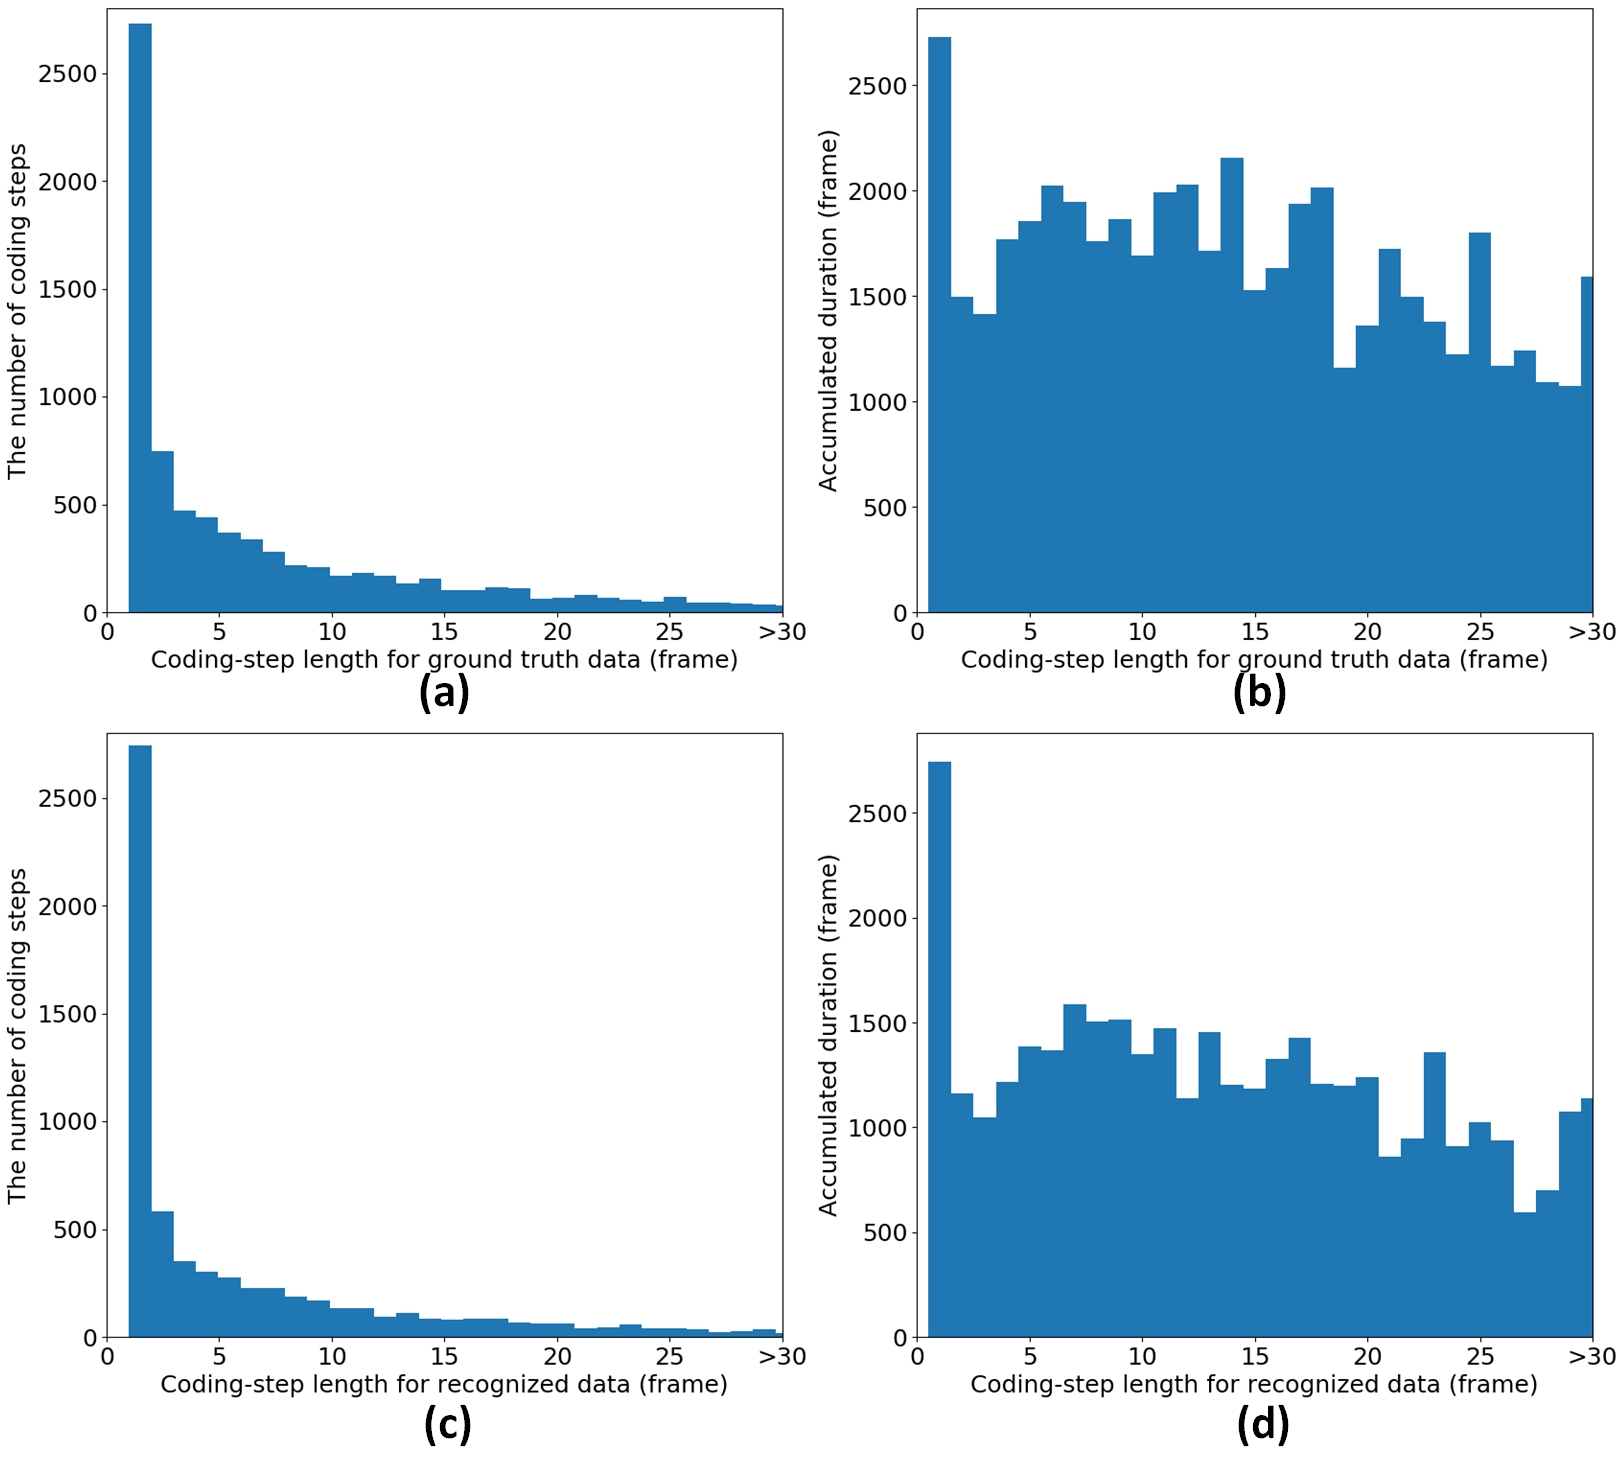 The number of coding steps
2500
2000
1500
1000
500
0
0 5 10 15 20 25 >30
Coding-step length for ground truth data (frame)
(a)
Accumulated duration (frame)
2500
2000
1500
1000
500
0
0 5 10 15 20 25 >30
Coding-step length for ground truth data (frame)
(b)
The number of coding steps
2500
2000
1500
1000
500
0
0 5 10 15 20 25 >30
Coding-step length for recognized data (frame)
(c)
Accumulated duration (frame)
2500
2000
1500
1000
500
0
0 5 10 15 20 25 >30
Coding-step length for recognized data (frame)
(d)